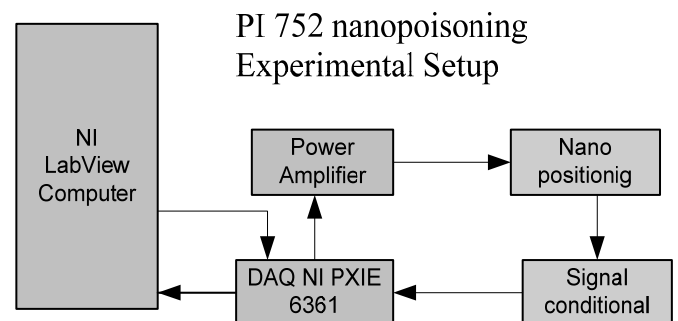 PI 752 nanopoisoning
Experimental Setup
NI
LabView
Computer
Power
Amplifier
Nano
positionig
DAQ NI PXIE
6361
Signal
conditional